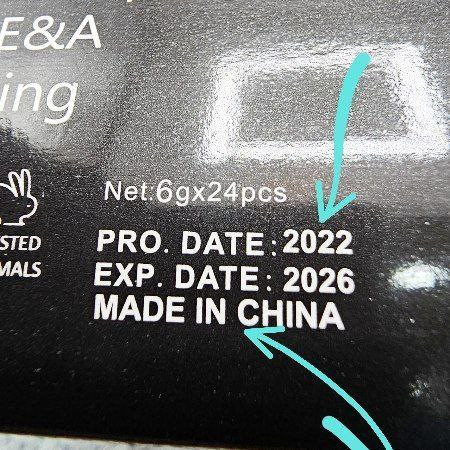 E&A
ing
Net:6gx24pcs
STED
MALS
PRO. DATE: 2022
EXP. DATE: 2026
MADE IN CHINA